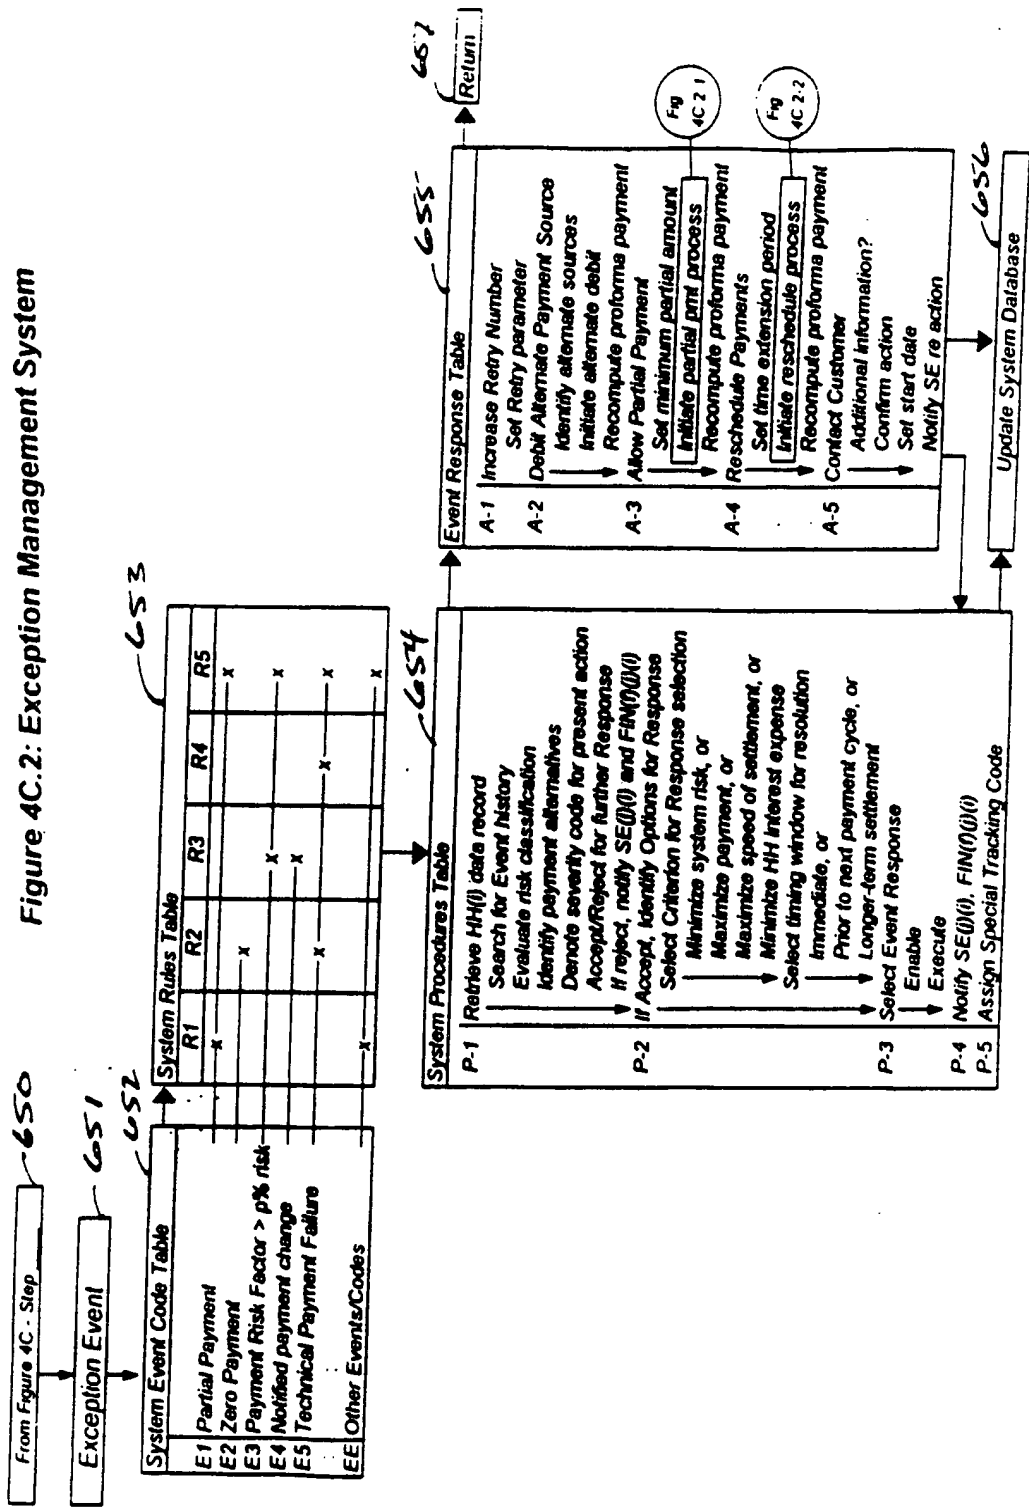 Figure 4C.2: Exception Management System
From Figure 4C - Step
650
Exception Event
651
652
System Event Code Table
E1 Partial Payment
E2 Zero Payment
E3 Payment Risk Factor > p% risk
E4 Notified payment change
E5 Technical Payment Failure
EE Other Events/Codes
653
System Rules Table
R1 R2 R3 R4 R5
x x
x
x x
x
x x x
x x
654
System Procedures Table
P-1 Retrieve HH(i) data record
Search for Event history
Evaluate risk classification
Identify payment alternatives
Denote severity code for present action
Accept/Reject for further Response
If reject, notify SE(j)(i) and FIN(f)(j)(i)
P-2 If Accept, Identify Options for Response
Select Criterion for Response selection
Minimize system risk, or
Maximize payment, or
Maximize speed of settlement, or
Minimize HH interest expense
Select timing window for resolution
Immediate, or
Prior to next payment cycle, or
Longer-term settlement
P-3 Select Event Response
Enable
Execute
P-4 Notify SE(j)(i), FIN(f)(j)(i)
P-5 Assign Special Tracking Code
655
Event Response Table
A-1 Increase Retry Number
Set Retry parameter
A-2 Debit Alternate Payment Source
Identify alternate sources
Initiate alternate debit
Recompute proforma payment
A-3 Allow Partial Payment
Set minimum partial amount
Initiate partial pmt process
Recompute proforma payment
A-4 Reschedule Payments
Set time extension period
Initiate reschedule process
Recompute proforma payment
A-5 Contact Customer
Additional Information?
Confirm action
Set start date
Notify SE re action
Fig
4C 2 1
Fig
4C 2-2
657
Return
656
Update System Database